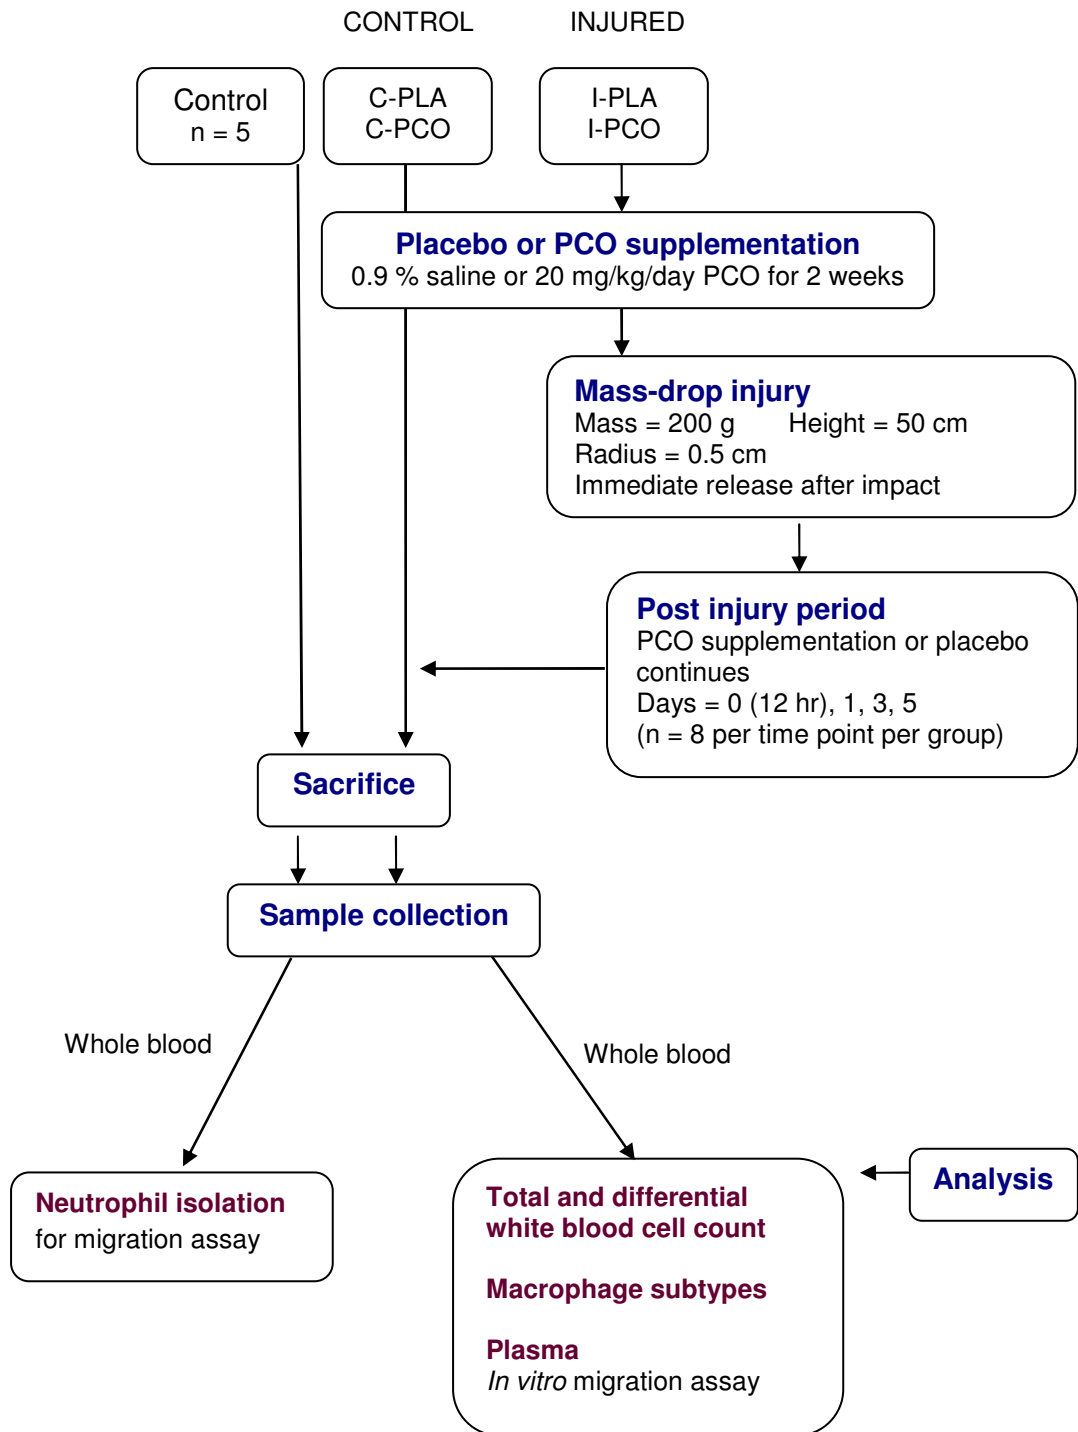 CONTROL INJURED
Control
n = 5
C-PLA
C-PCO
I-PLA
I-PCO
Placebo or PCO supplementation
0.9 % saline or 20 mg/kg/day PCO for 2 weeks
Mass-drop injury
Mass = 200 g Height = 50 cm
Radius = 0.5 cm
Immediate release after impact
Post injury period
PCO supplementation or placebo
continues
Days = 0 (12 hr), 1, 3, 5
(n = 8 per time point per group)
Sacrifice
Sample collection
Whole blood
Whole blood
Neutrophil isolation
for migration assay
Total and differential
white blood cell count
Macrophage subtypes
Plasma
In vitro migration assay
Analysis